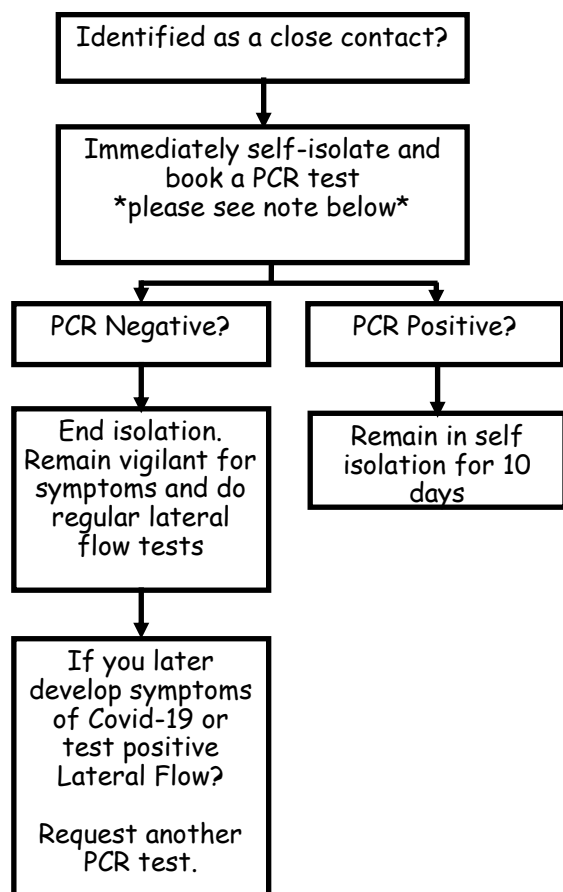 Identified as a close contact?
Immediately self-isolate and
book a PCR test
*please see note below*
PCR Negative?
PCR Positive?
End isolation.
Remain vigilant for
symptoms and do
regular lateral
flow tests
Remain in self
isolation for 10
days
If you later
develop symptoms
of Covid-19 or
test positive
Lateral Flow?
Request another
PCR test.